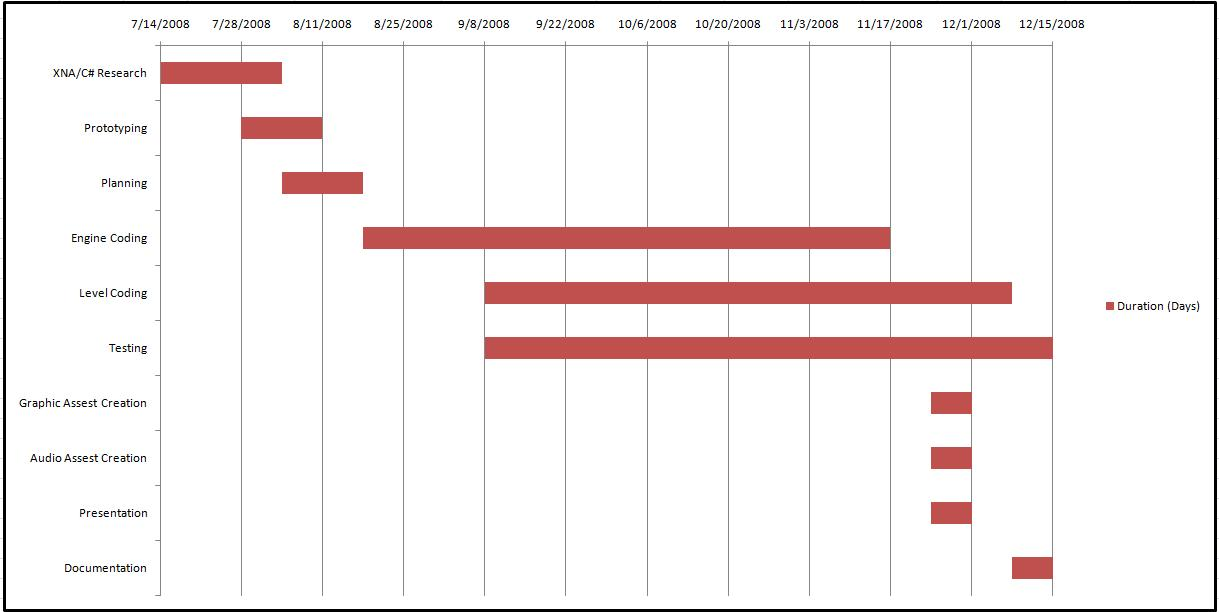 7/14/2008 7/28/2008 8/11/2008 8/25/2008 9/8/2008 9/22/2008 10/6/2008 10/20/2008 11/3/2008 11/17/2008 12/1/2008 12/15/2008
XNA/C# Research
Prototyping
Planning
Engine Coding
Level Coding
Duration (Days)
Testing
Graphic Assest Creation
Audio Assest Creation
Presentation
Documentation